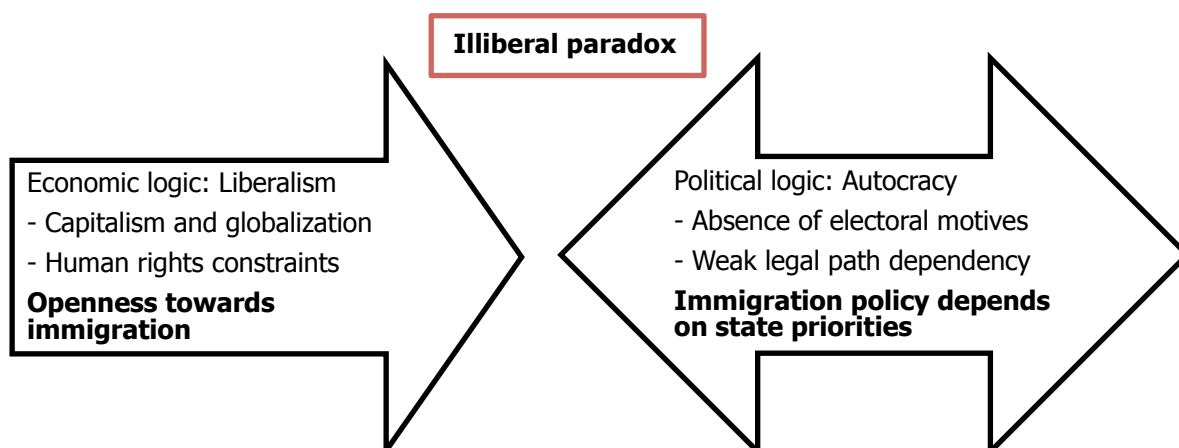 Illiberal paradox
Economic logic: Liberalism
- Capitalism and globalization
- Human rights constraints
Openness towards
immigration
Political logic: Autocracy
- Absence of electoral motives
- Weak legal path dependency
Immigration policy depends
on state priorities